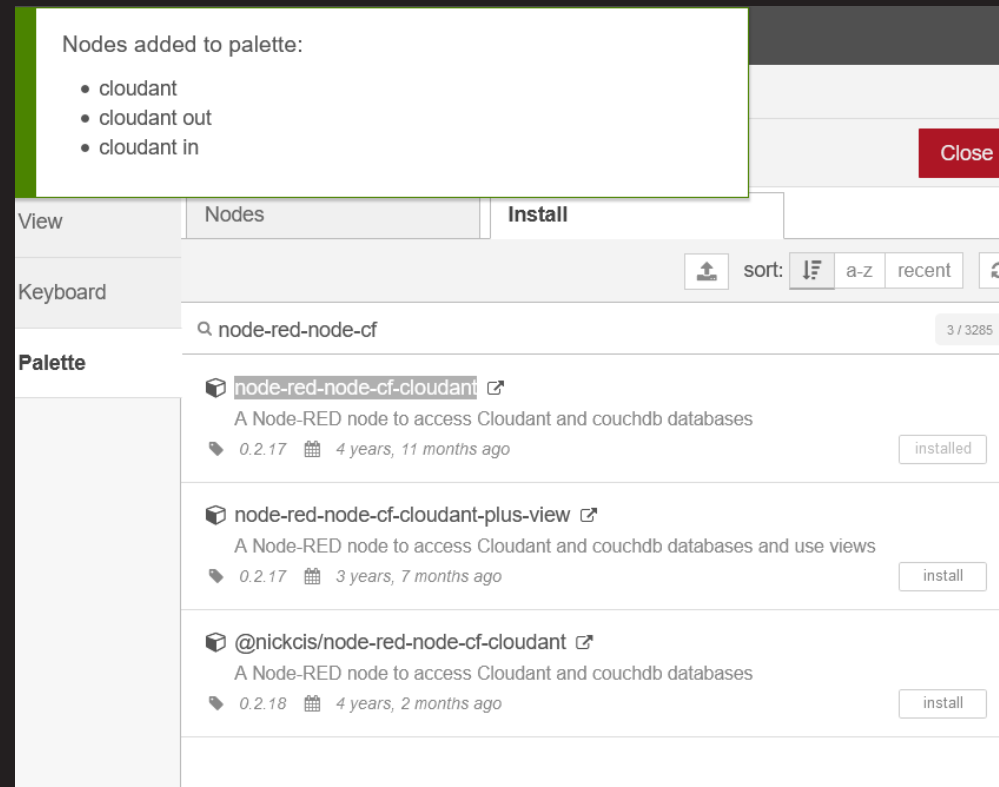 Nodes added to palette:
cloudant
cloudant out
cloudant in
Close
View
Nodes
Install
sort:
a-z
recent
Keyboard
node-red-node-cf
3 / 3285
Palette
node-red-node-cf-cloudant
A Node-RED node to access Cloudant and couchdb databases
0.2.17
4 years, 11 months ago
installed
node-red-node-cf-cloudant-plus-view
A Node-RED node to access Cloudant and couchdb databases and use views
0.2.17
3 years, 7 months ago
install
@nickcis/node-red-node-cf-cloudant
A Node-RED node to access Cloudant and couchdb databases
0.2.18
4 years, 2 months ago
install